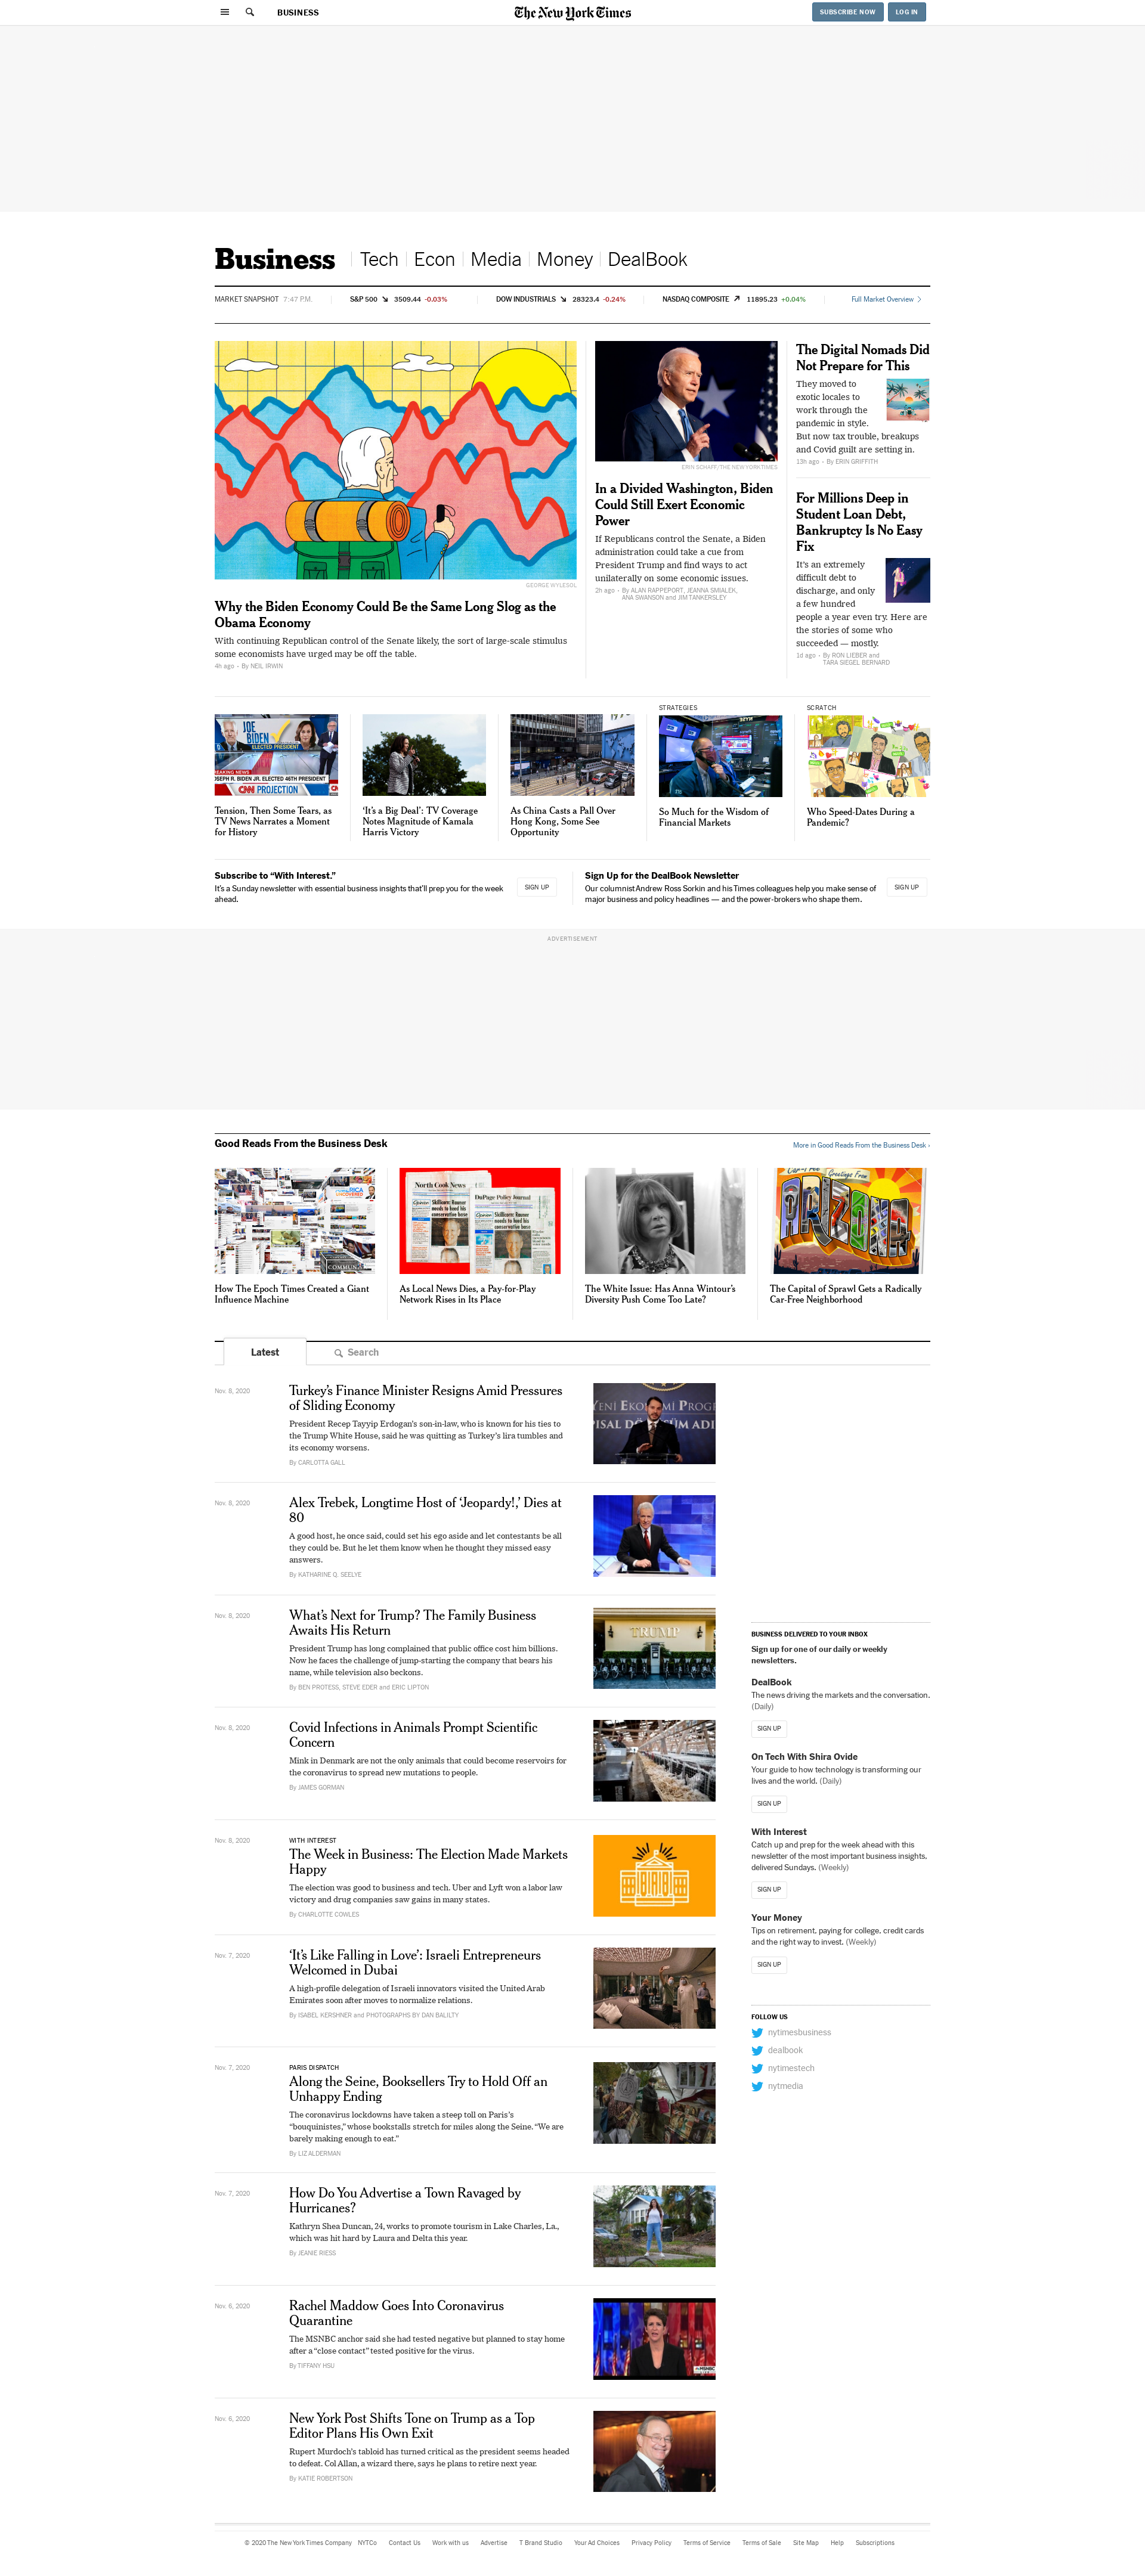 BUSINESS
The New York Times
SUBSCRIBE NOW
LOG IN
Business
Tech
Econ
Media
Money
DealBook
MARKET SNAPSHOT 7:47 P.M.
S&P 500 3509.44 -0.03%
DOW INDUSTRIALS 28323.4 -0.24%
NASDAQ COMPOSITE 11895.23 +0.04%
Full Market Overview
GEORGE WYLESOL
Why the Biden Economy Could Be the Same Long Slog as the
Obama Economy
With continuing Republican control of the Senate likely, the sort of large-scale stimulus
some economists have urged may be off the table.
4h ago • By NEIL IRWIN
ERIN SCHAFF/THE NEW YORK TIMES
In a Divided Washington, Biden
Could Still Exert Economic
Power
If Republicans control the Senate, a Biden
administration could take a cue from
President Trump and find ways to act
unilaterally on some economic issues.
2h ago • By ALAN RAPPEPORT, JEANNA SMIALEK,
ANA SWANSON and JIM TANKERSLEY
The Digital Nomads Did
Not Prepare for This
They moved to
exotic locales to
work through the
pandemic in style.
But now tax trouble, breakups
and Covid guilt are setting in.
13h ago • By ERIN GRIFFITH
For Millions Deep in
Student Loan Debt,
Bankruptcy Is No Easy
Fix
It's an extremely
difficult debt to
discharge, and only
a few hundred
people a year even try. Here are
the stories of some who
succeeded — mostly.
1d ago • By RON LIEBER and
TARA SIEGEL BERNARD
JOE
BIDEN
ELECTED PRESIDENT
BREAKING NEWS
JOSEPH R. BIDEN JR. ELECTED 46TH PRESIDENT
CNN PROJECTION
Tension, Then Some Tears, as
TV News Narrates a Moment
for History
‘It’s a Big Deal’: TV Coverage
Notes Magnitude of Kamala
Harris Victory
As China Casts a Pall Over
Hong Kong, Some See
Opportunity
STRATEGIES
So Much for the Wisdom of
Financial Markets
SCRATCH
Who Speed-Dates During a
Pandemic?
Subscribe to “With Interest.”
It’s a Sunday newsletter with essential business insights that’ll prep you for the week
ahead.
SIGN UP
Sign Up for the DealBook Newsletter
Our columnist Andrew Ross Sorkin and his Times colleagues help you make sense of
major business and policy headlines — and the power-brokers who shape them.
SIGN UP
ADVERTISEMENT
Good Reads From the Business Desk
More in Good Reads From the Business Desk ›
How The Epoch Times Created a Giant
Influence Machine
North Cook News
DuPage Policy Journal
As Local News Dies, a Pay-for-Play
Network Rises in Its Place
The White Issue: Has Anna Wintour’s
Diversity Push Come Too Late?
Greetings From
ARIZONA
The Capital of Sprawl Gets a Radically
Car-Free Neighborhood
Latest
Search
Nov. 8, 2020
Turkey’s Finance Minister Resigns Amid Pressures
of Sliding Economy
President Recep Tayyip Erdogan’s son-in-law, who is known for his ties to
the Trump White House, said he was quitting as Turkey’s lira tumbles and
its economy worsens.
By CARLOTTA GALL
Nov. 8, 2020
Alex Trebek, Longtime Host of ‘Jeopardy!,’ Dies at
80
A good host, he once said, could set his ego aside and let contestants be all
they could be. But he let them know when he thought they missed easy
answers.
By KATHARINE Q. SEELYE
Nov. 8, 2020
What’s Next for Trump? The Family Business
Awaits His Return
President Trump has long complained that public office cost him billions.
Now he faces the challenge of jump-starting the company that bears his
name, while television also beckons.
By BEN PROTESS, STEVE EDER and ERIC LIPTON
TRUMP
Nov. 8, 2020
Covid Infections in Animals Prompt Scientific
Concern
Mink in Denmark are not the only animals that could become reservoirs for
the coronavirus to spread new mutations to people.
By JAMES GORMAN
Nov. 8, 2020
WITH INTEREST
The Week in Business: The Election Made Markets
Happy
The election was good to business and tech. Uber and Lyft won a labor law
victory and drug companies saw gains in many states.
By CHARLOTTE COWLES
Nov. 7, 2020
‘It’s Like Falling in Love’: Israeli Entrepreneurs
Welcomed in Dubai
A high-profile delegation of Israeli innovators visited the United Arab
Emirates soon after moves to normalize relations.
By ISABEL KERSHNER and PHOTOGRAPHS BY DAN BALILTY
Nov. 7, 2020
PARIS DISPATCH
Along the Seine, Booksellers Try to Hold Off an
Unhappy Ending
The coronavirus lockdowns have taken a steep toll on Paris’s
“bouquinistes,” whose bookstalls stretch for miles along the Seine. “We are
barely making enough to eat.”
By LIZ ALDERMAN
Nov. 7, 2020
How Do You Advertise a Town Ravaged by
Hurricanes?
Kathryn Shea Duncan, 24, works to promote tourism in Lake Charles, La.,
which was hit hard by Laura and Delta this year.
By JEANIE RIESS
Nov. 6, 2020
Rachel Maddow Goes Into Coronavirus
Quarantine
The MSNBC anchor said she had tested negative but planned to stay home
after a “close contact” tested positive for the virus.
By TIFFANY HSU
Nov. 6, 2020
New York Post Shifts Tone on Trump as a Top
Editor Plans His Own Exit
Rupert Murdoch’s tabloid has turned critical as the president seems headed
to defeat. Col Allan, a wizard there, says he plans to retire next year.
By KATIE ROBERTSON
BUSINESS DELIVERED TO YOUR INBOX
Sign up for one of our daily or weekly
newsletters.
DealBook
The news driving the markets and the conversation.
(Daily)
SIGN UP
On Tech With Shira Ovide
Your guide to how technology is transforming our
lives and the world. (Daily)
SIGN UP
With Interest
Catch up and prep for the week ahead with this
newsletter of the most important business insights,
delivered Sundays. (Weekly)
SIGN UP
Your Money
Tips on retirement, paying for college, credit cards
and the right way to invest. (Weekly)
SIGN UP
FOLLOW US
nytimesbusiness
dealbook
nytimestech
nytmedia
© 2020 The New York Times Company NYTCo Contact Us Work with us Advertise T Brand Studio Your Ad Choices Privacy Policy Terms of Service Terms of Sale Site Map Help Subscriptions